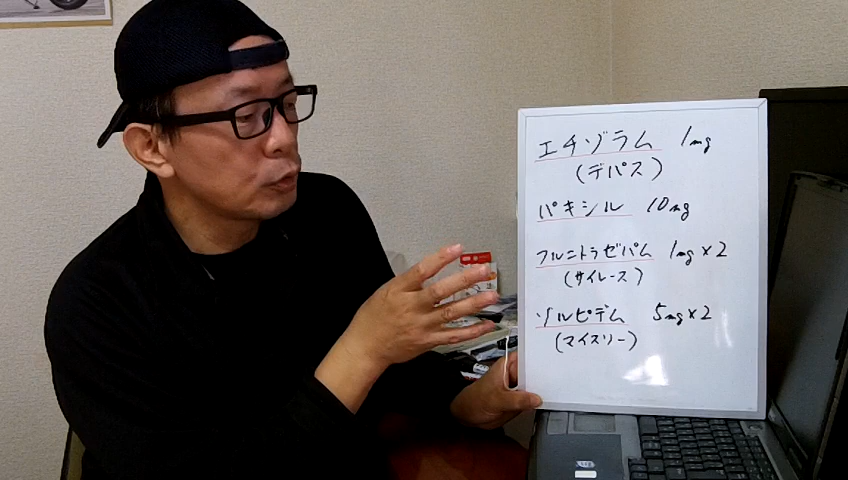 エチゾラム 1mg
(デパス)
パキシル 10mg
フルニトラゼパム 1mg×2
(サイレース)
ゾルピデム 5mg×2
(マイスリー)